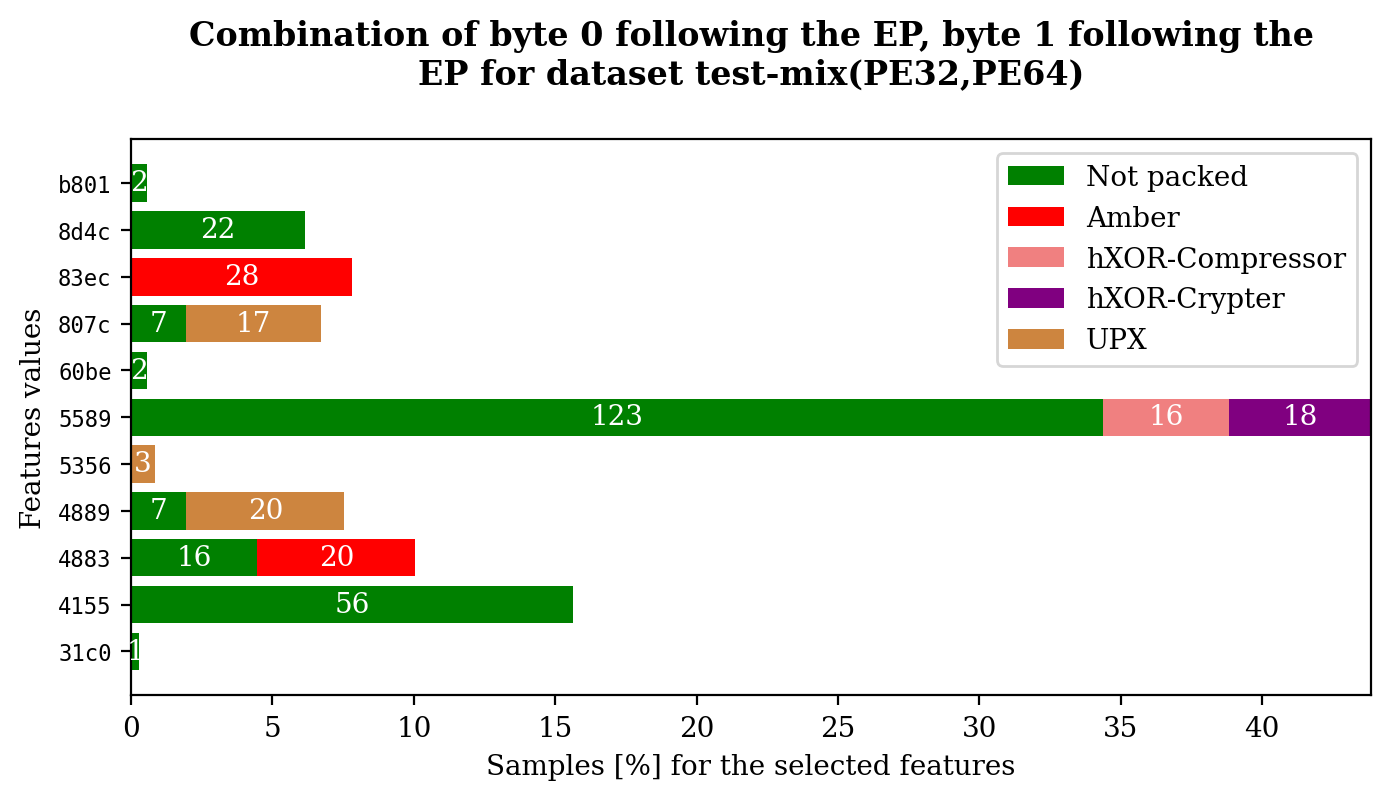 Combination of byte 0 following the EP, byte 1 following the
EP for dataset test-mix(PE32,PE64)
Not packed
Amber
hXOR-Compressor
hXOR-Crypter
UPX
Features values
b801 2
8d4c 22
83ec 28
807c 7 17
60be 2
5589 123 16 18
5356 3
4889 7 20
4883 16 20
4155 56
31c0 1
0 5 10 15 20 25 30 35 40
Samples [%] for the selected features